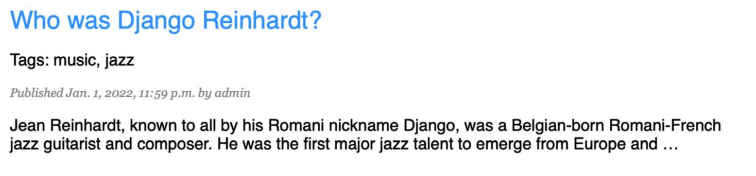 Who was Django Reinhardt?
Tags: music, jazz
Published Jan. 1, 2022, 11:59 p.m. by admin
Jean Reinhardt, known to all by his Romani nickname Django, was a Belgian-born Romani-French
jazz guitarist and composer. He was the first major jazz talent to emerge from Europe and …